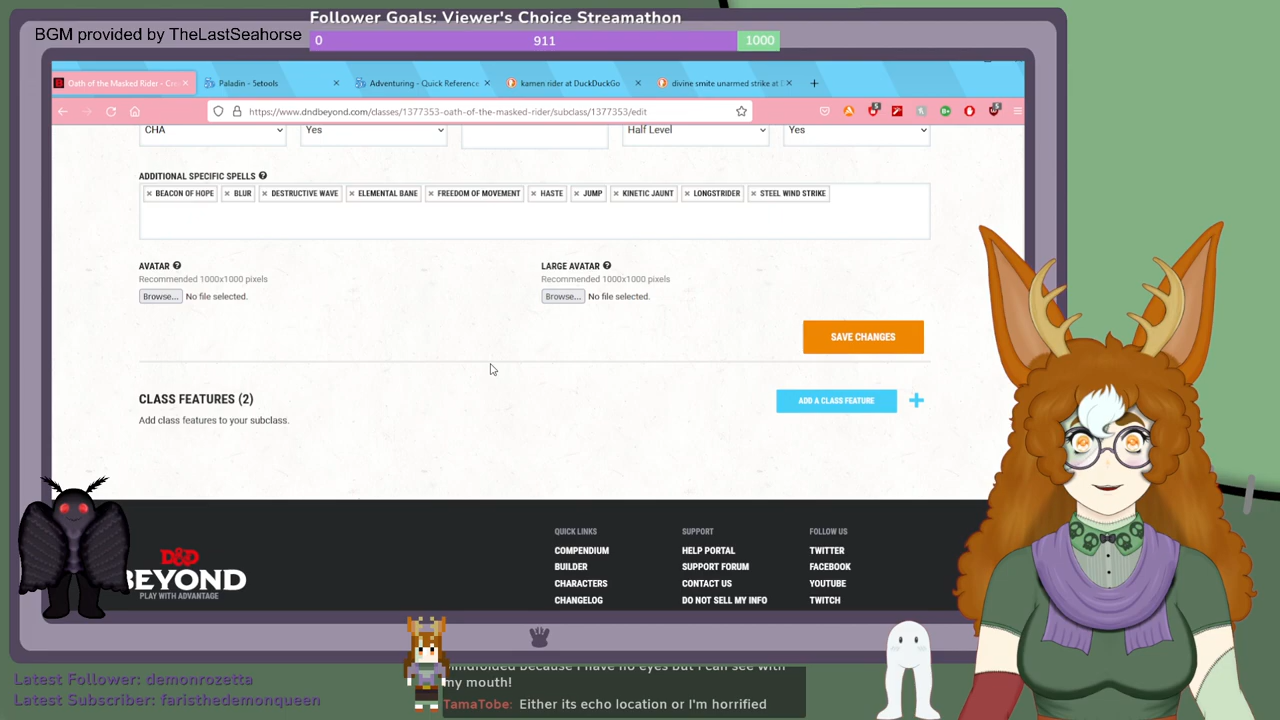 Follower Goals: Viewer's Choice Streamathon
BGM provided by TheLastSeahorse
0 911 1000
Oath of the Masked Rider - Cre
Paladin - 5etools
Adventuring - Quick Reference
kamen rider at DuckDuckGo
divine smite unarmed strike at D
https://www.dndbeyond.com/classes/1377353-oath-of-the-masked-rider/subclass/1377353/edit
CHA Yes Half Level Yes
ADDITIONAL SPECIFIC SPELLS
× BEACON OF HOPE × BLUR × DESTRUCTIVE WAVE × ELEMENTAL BANE × FREEDOM OF MOVEMENT × HASTE × JUMP × KINETIC JAUNT × LONGSTRIDER × STEEL WIND STRIKE
AVATAR LARGE AVATAR
Recommended 1000x1000 pixels Recommended 1000x1000 pixels
Browse... No file selected. Browse... No file selected.
SAVE CHANGES
CLASS FEATURES (2) ADD A CLASS FEATURE
Add class features to your subclass.
QUICK LINKS SUPPORT FOLLOW US
COMPENDIUM HELP PORTAL TWITTER
BUILDER SUPPORT FORUM FACEBOOK
CHARACTERS CONTACT US YOUTUBE
CHANGELOG DO NOT SELL MY INFO TWITCH
D&D
BEYOND
PLAY WITH ADVANTAGE
blindfolded because I have no eyes but I can see with
my mouth!
TamaTobe: Either its echo location or I'm horrified
Latest Follower: demonrozetta
Latest Subscriber: faristhedemonqueen